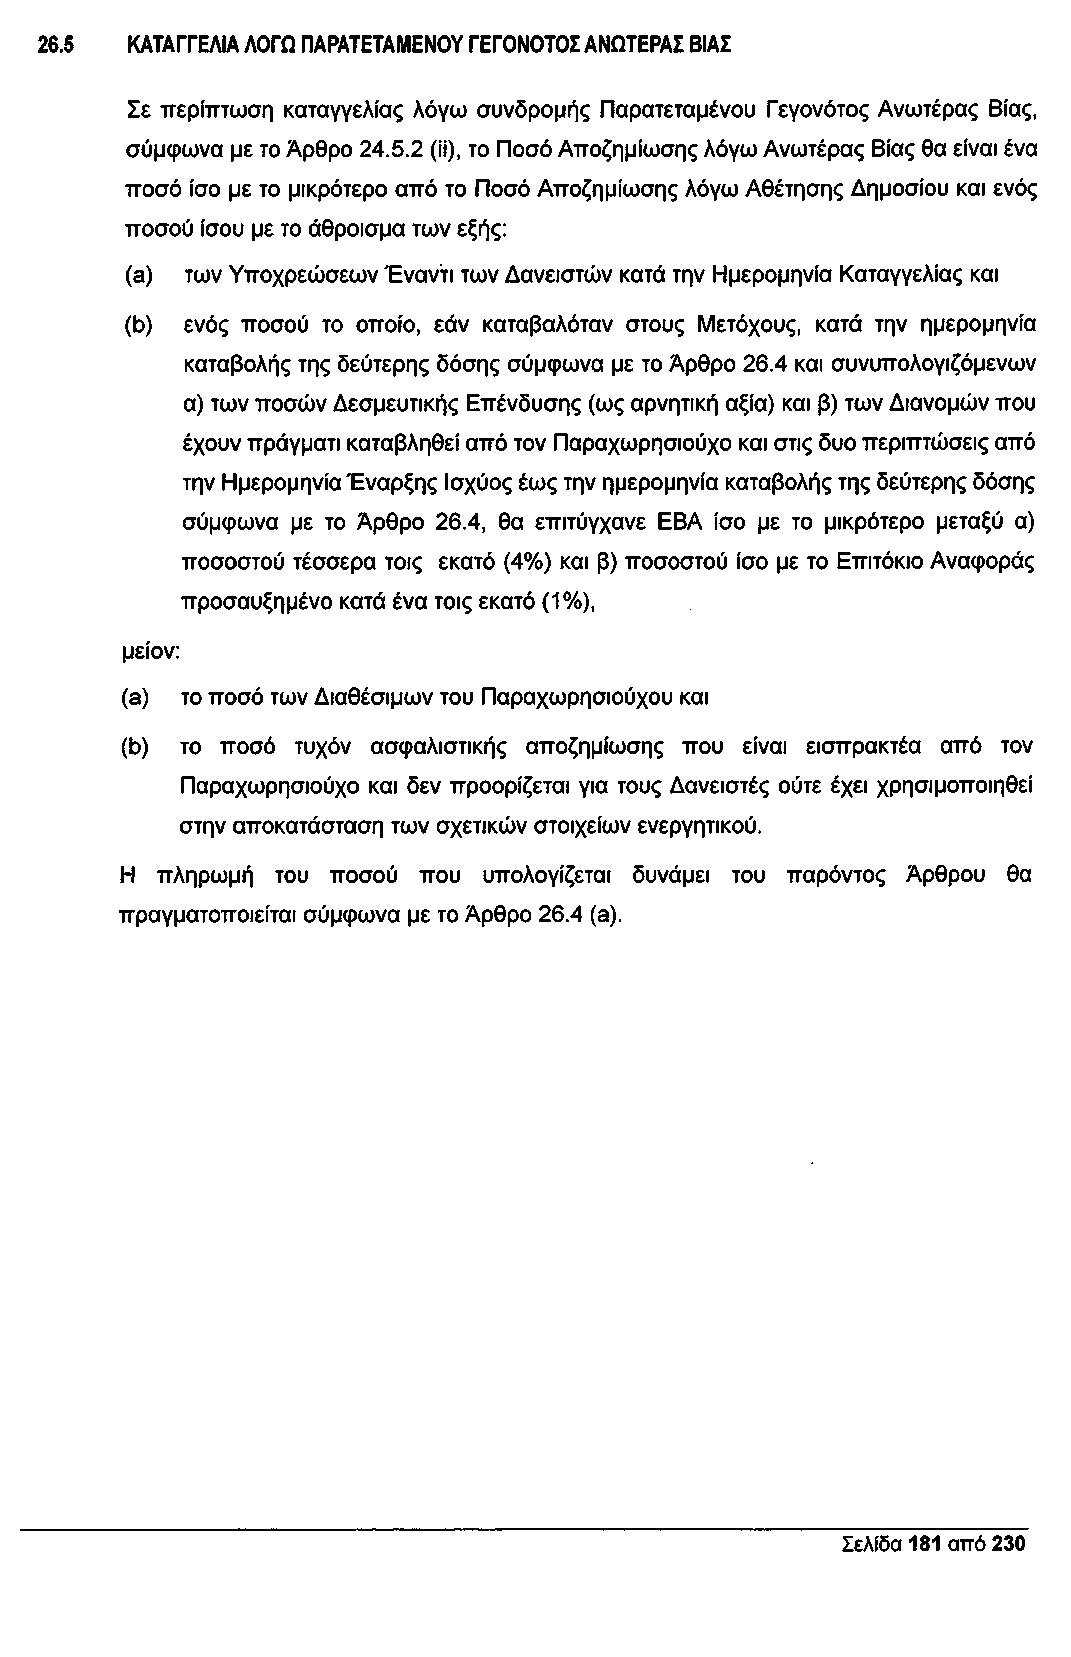 26.5 ΚΑΤΑΓΓΕΛΙΑ ΛΟΓΩ ΠΑΡΑΤΕΤΑΜΕΝΟΥ ΓΕΓΟΝΟΤΟΣ ΑΝΩΤΕΡΑΣ ΒΙΑΣ
Σε περίπτωση καταγγελίας λόγω συνδρομής Παρατεταμένου Γεγονότος Ανωτέρας Βίας,
σύμφωνα με το Άρθρο 24.5.2 (ii), το Ποσό Αποζημίωσης λόγω Ανωτέρας Βίας θα είναι ένα
ποσό ίσο με το μικρότερο από το Ποσό Αποζημίωσης λόγω Αθέτησης Δημοσίου και ενός
ποσού ίσου με το άθροισμα των εξής:
(a) των Υποχρεώσεων Έναντι των Δανειστών κατά την Ημερομηνία Καταγγελίας και
(b) ενός ποσού το οποίο, εάν καταβαλόταν στους Μετόχους, κατά την ημερομηνία
καταβολής της δεύτερης δόσης σύμφωνα με το Άρθρο 26.4 και συνυπολογιζόμενων
α) των ποσών Δεσμευτικής Επένδυσης (ως αρνητική αξία) και β) των Διανομών που
έχουν πράγματι καταβληθεί από τον Παραχωρησιούχο και στις δυο περιπτώσεις από
την Ημερομηνία Έναρξης Ισχύος έως την ημερομηνία καταβολής της δεύτερης δόσης
σύμφωνα με το Άρθρο 26.4, θα επιτύγχανε ΕΒΑ ίσο με το μικρότερο μεταξύ α)
ποσοστού τέσσερα τοις εκατό (4%) και β) ποσοστού ίσο με το Επιτόκιο Αναφοράς
προσαυξημένο κατά ένα τοις εκατό (1%),
μείον:
(a) το ποσό των Διαθέσιμων του Παραχωρησιούχου και
(b) το ποσό τυχόν ασφαλιστικής αποζημίωσης που είναι εισπρακτέα από τον
Παραχωρησιούχο και δεν προορίζεται για τους Δανειστές ούτε έχει χρησιμοποιηθεί
στην αποκατάσταση των σχετικών στοιχείων ενεργητικού.
Η πληρωμή του ποσού που υπολογίζεται δυνάμει του παρόντος Άρθρου θα
πραγματοποιείται σύμφωνα με το Άρθρο 26.4 (a).
Σελίδα 181 από 230